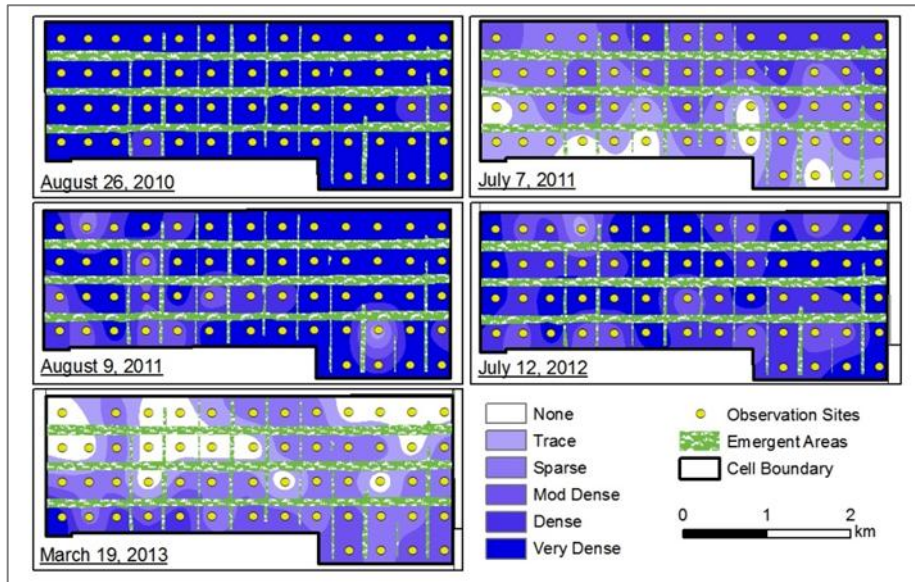 August 26, 2010
July 7, 2011
August 9, 2011
July 12, 2012
March 19, 2013
None
Trace
Sparse
Mod Dense
Dense
Very Dense
Observation Sites
Emergent Areas
Cell Boundary
0 1 2
km